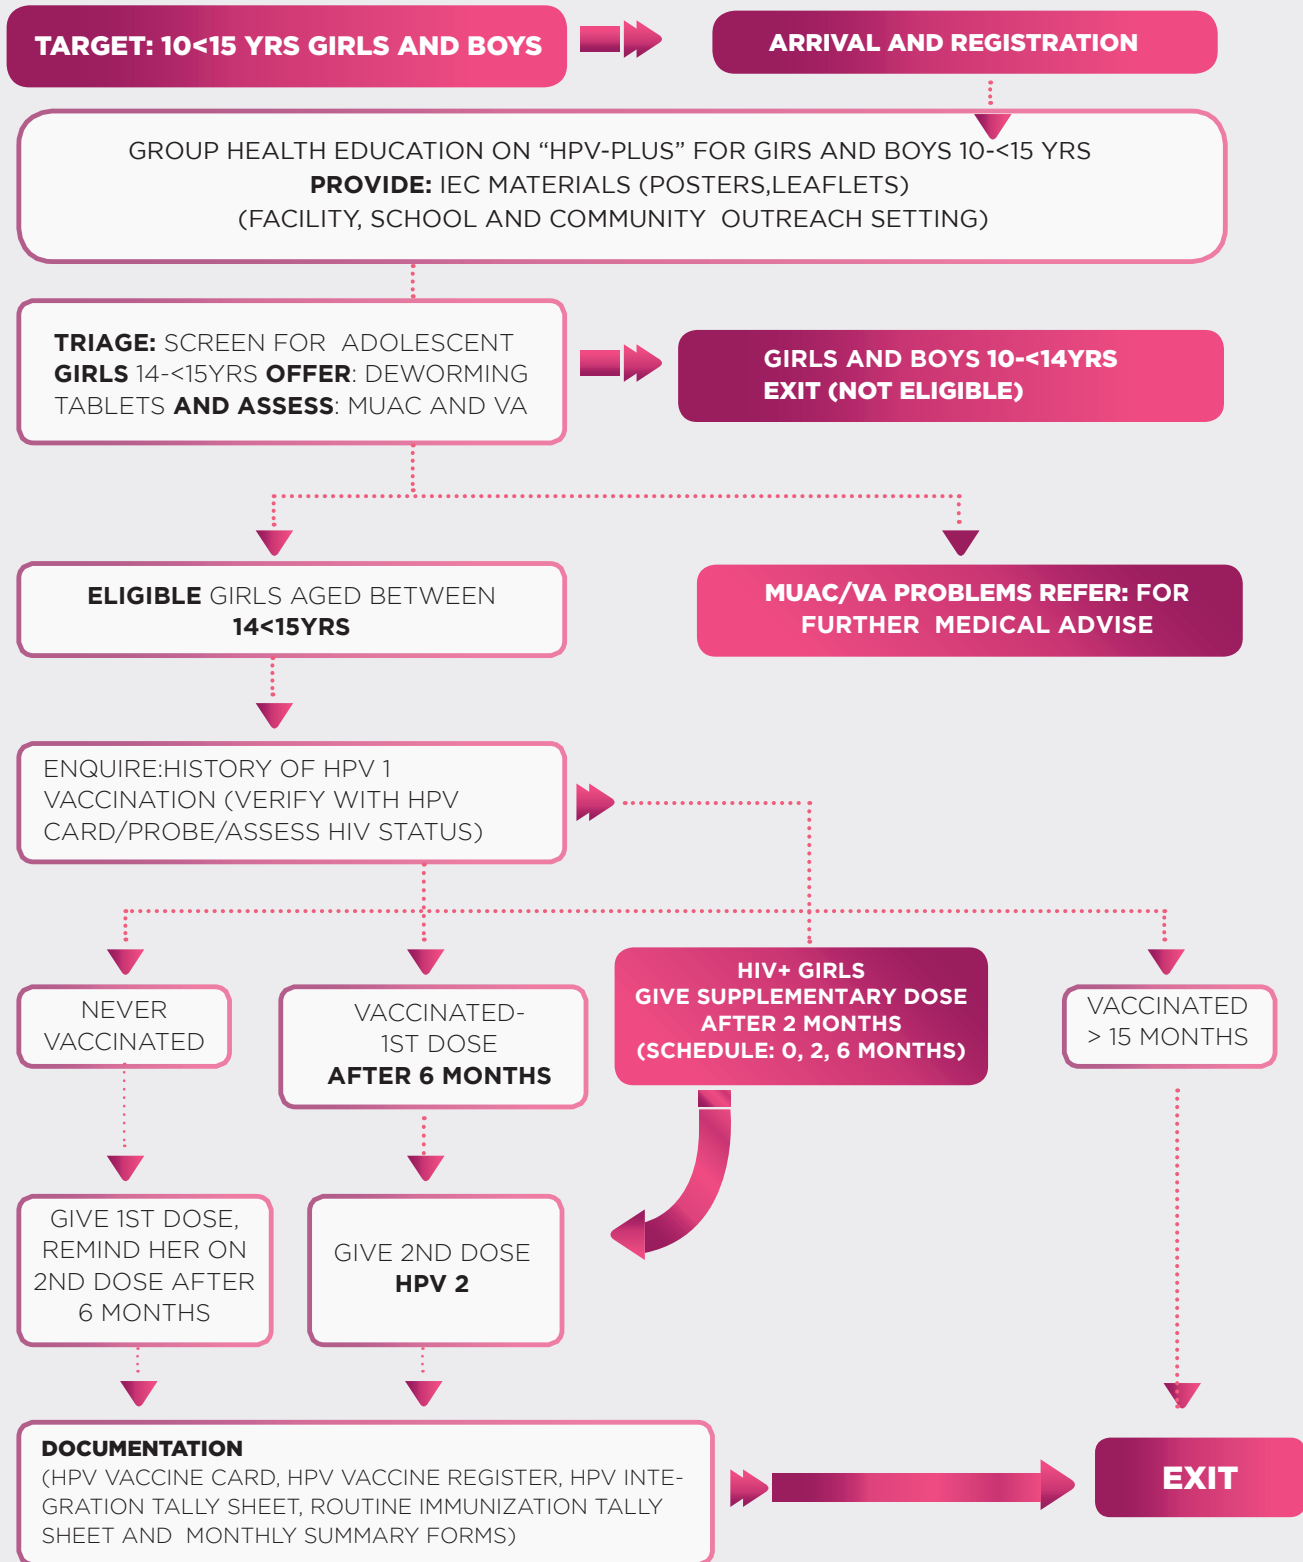 TARGET: 10<15 YRS GIRLS AND BOYS
ARRIVAL AND REGISTRATION
GROUP HEALTH EDUCATION ON “HPV-PLUS” FOR GIRS AND BOYS 10-<15 YRS
PROVIDE: IEC MATERIALS (POSTERS,LEAFLETS)
(FACILITY, SCHOOL AND COMMUNITY OUTREACH SETTING)
TRIAGE: SCREEN FOR ADOLESCENT
GIRLS 14-<15YRS OFFER: DEWORMING
TABLETS AND ASSESS: MUAC AND VA
GIRLS AND BOYS 10-<14YRS
EXIT (NOT ELIGIBLE)
ELIGIBLE GIRLS AGED BETWEEN
14<15YRS
MUAC/VA PROBLEMS REFER: FOR
FURTHER MEDICAL ADVISE
ENQUIRE:HISTORY OF HPV 1
VACCINATION (VERIFY WITH HPV
CARD/PROBE/ASSESS HIV STATUS)
NEVER
VACCINATED
VACCINATED-
1ST DOSE
AFTER 6 MONTHS
HIV+ GIRLS
GIVE SUPPLEMENTARY DOSE
AFTER 2 MONTHS
(SCHEDULE: 0, 2, 6 MONTHS)
VACCINATED
> 15 MONTHS
GIVE 1ST DOSE,
REMIND HER ON
2ND DOSE AFTER
6 MONTHS
GIVE 2ND DOSE
HPV 2
DOCUMENTATION
(HPV VACCINE CARD, HPV VACCINE REGISTER, HPV INTE-
GRATION TALLY SHEET, ROUTINE IMMUNIZATION TALLY
SHEET AND MONTHLY SUMMARY FORMS)
EXIT